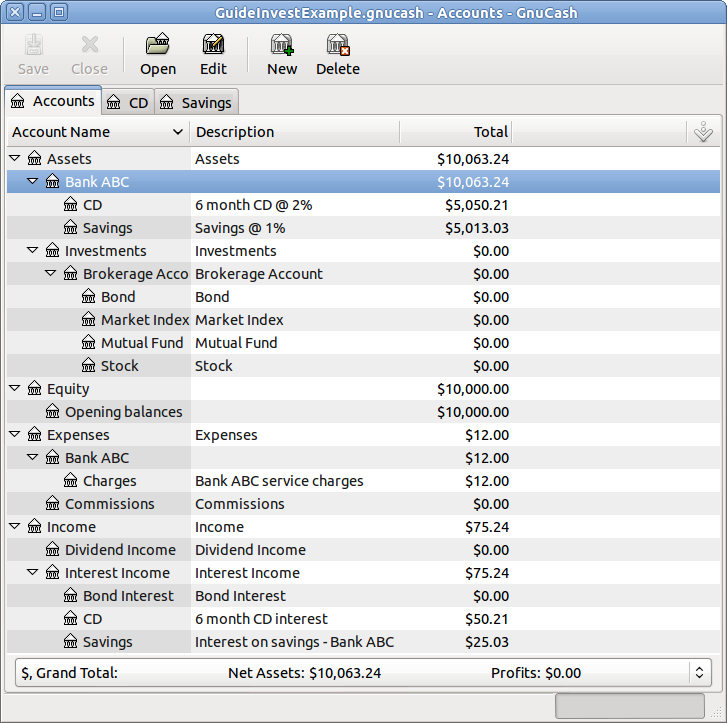 GuideInvestExample.gnucash - Accounts - GnuCash
Save Close Open Edit New Delete
Accounts CD Savings
Account Name Description Total
Assets Assets $10,063.24
Bank ABC $10,063.24
CD 6 month CD @ 2% $5,050.21
Savings Savings @ 1% $5,013.03
Investments Investments $0.00
Brokerage Acco Brokerage Account $0.00
Bond Bond $0.00
Market Index Market Index $0.00
Mutual Fund Mutual Fund $0.00
Stock Stock $0.00
Equity $10,000.00
Opening balances $10,000.00
Expenses Expenses $12.00
Bank ABC $12.00
Charges Bank ABC service charges $12.00
Commissions Commissions $0.00
Income Income $75.24
Dividend Income Dividend Income $0.00
Interest Income Interest Income $75.24
Bond Interest Bond Interest $0.00
CD 6 month CD interest $50.21
Savings Interest on savings - Bank ABC $25.03
$, Grand Total: Net Assets: $10,063.24 Profits: $0.00